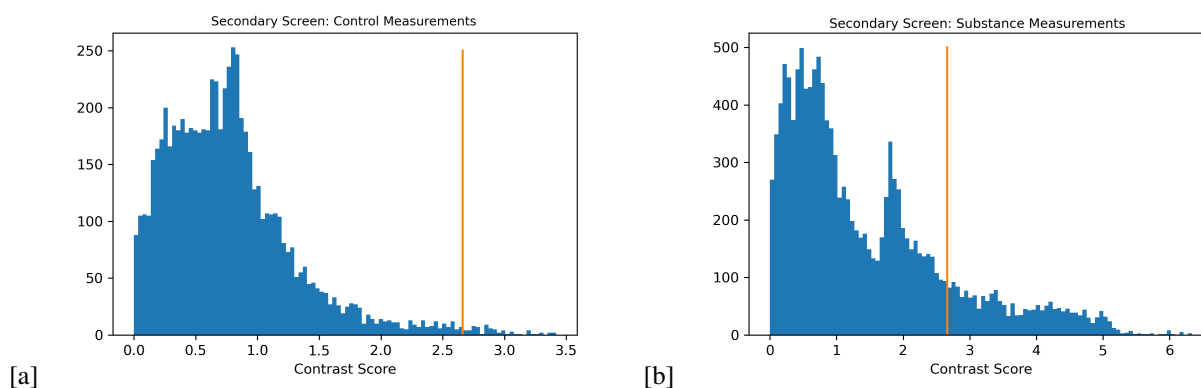 Secondary Screen: Control Measurements
250
200
150
100
50
0
0.0 0.5 1.0 1.5 2.0 2.5 3.0 3.5
Contrast Score
[a]
Secondary Screen: Substance Measurements
500
400
300
200
100
0
0 1 2 3 4 5 6
Contrast Score
[b]